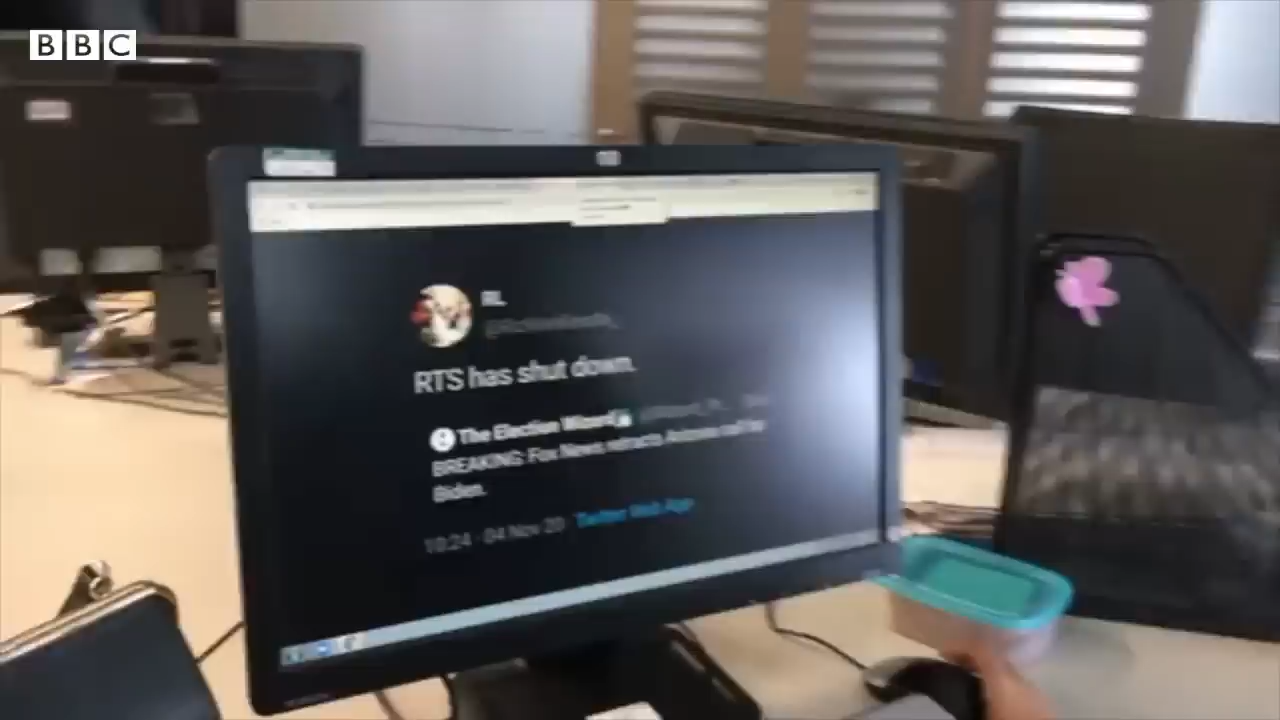 BBC
RL
RTS has shut down.
The Election Wizard
BREAKING: Fox News retracts Arizona call for
Biden.
10:24 · 04 Nov 20 · Twitter Web App